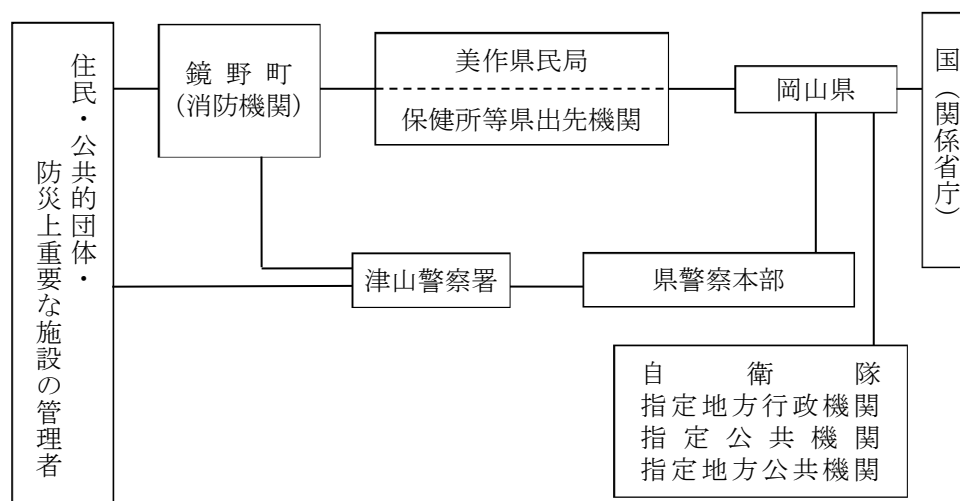 住民・公共的団体・
防災上重要な施設の管理者
鏡野町
(消防機関)
美作県民局
保健所等県出先機関
岡山県
国(関係省庁)
津山警察署
県警察本部
自衛隊
指定地方行政機関
指定公共機関
指定地方公共機関